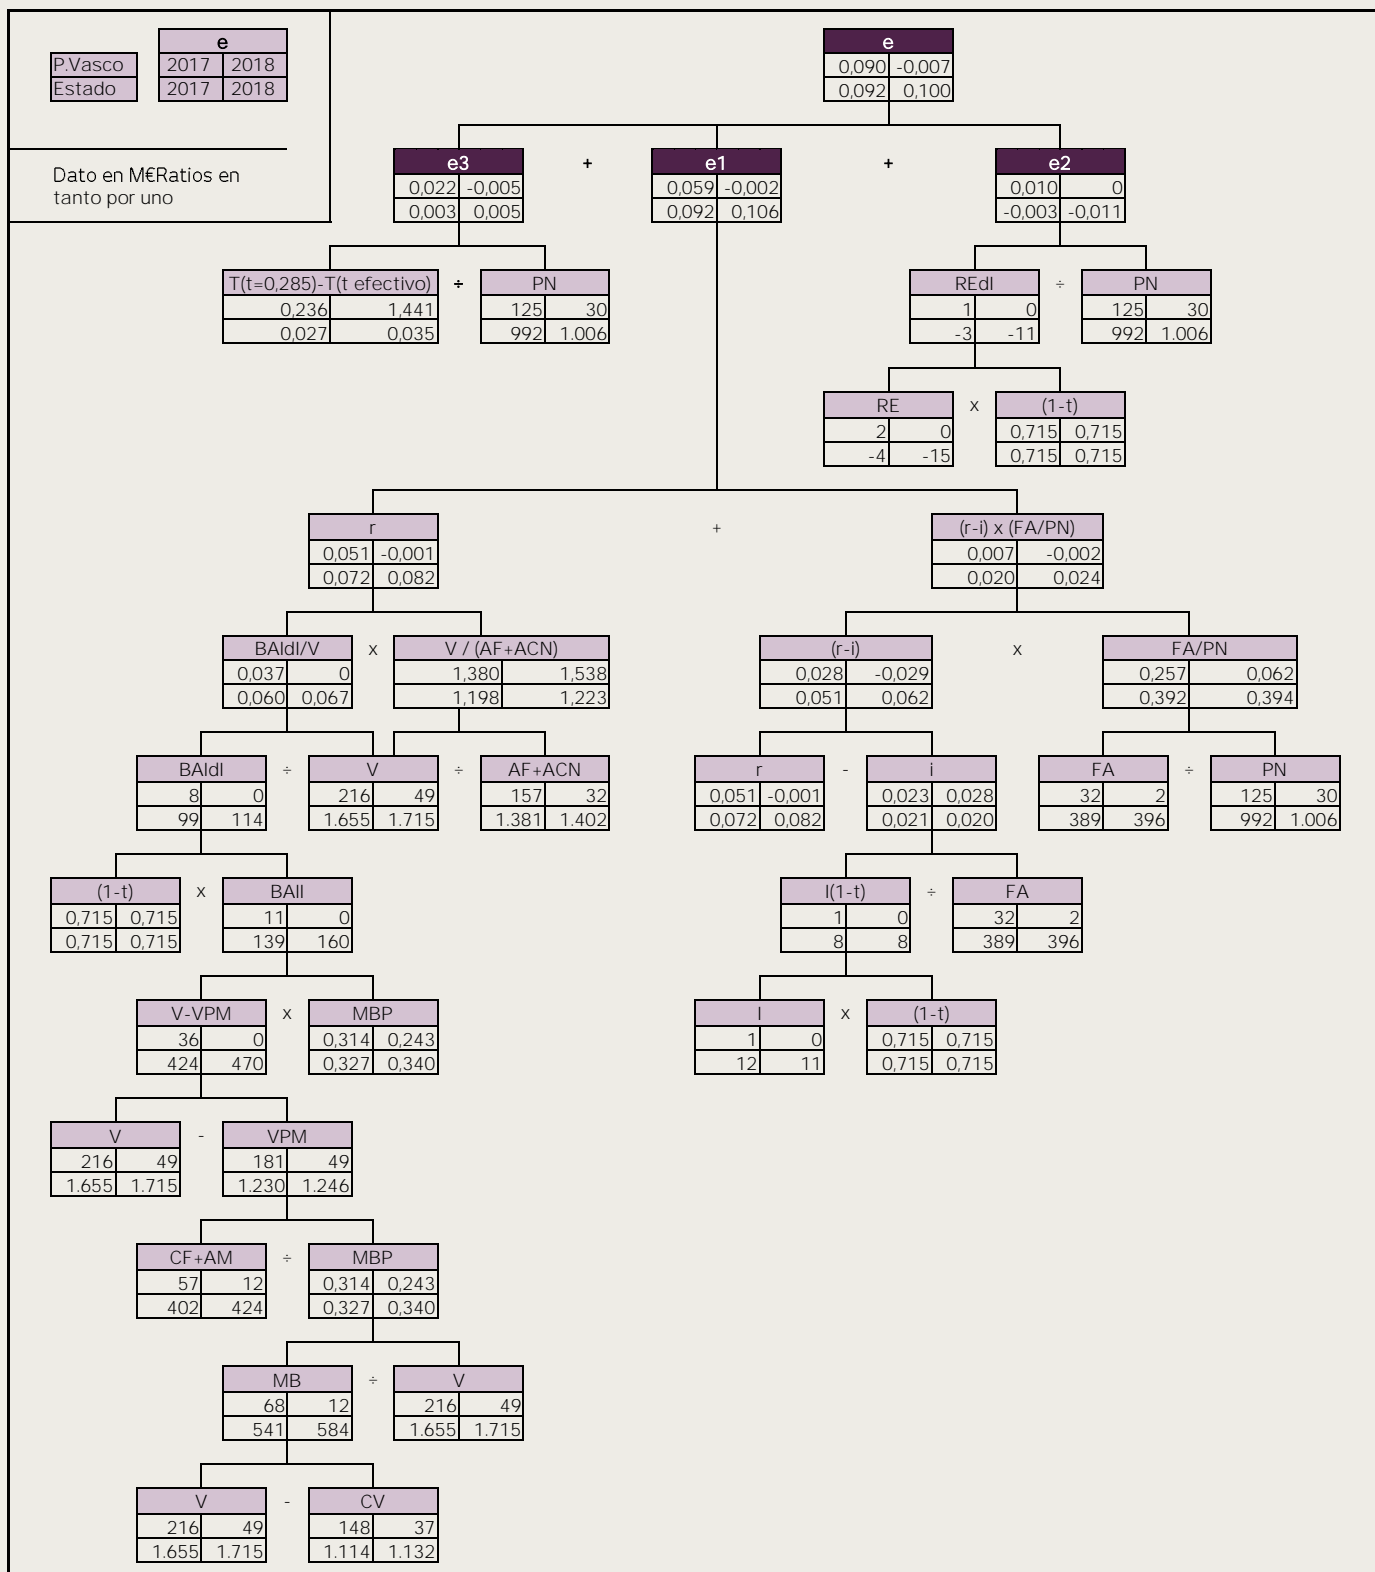 e
P.Vasco 2017 2018
Estado 2017 2018
Dato en M€Ratios en
tanto por uno
e
0,090 -0,007
0,092 0,100
e3 + e1 + e2
0,022 -0,005 0,059 -0,002 0,010 0
0,003 0,005 0,092 0,106 -0,003 -0,011
T(t=0,285)-T(t efectivo) ÷ PN REdI ÷ PN
0,236 1,441 125 30 1 0 125 30
0,027 0,035 992 1.006 -3 -11 992 1.006
RE x (1-t)
2 0 0,715 0,715
-4 -15 0,715 0,715
r + (r-i) x (FA/PN)
0,051 -0,001 0,007 -0,002
0,072 0,082 0,020 0,024
BAIdI/V x V / (AF+ACN) (r-i) x FA/PN
0,037 0 1,380 1,538 0,028 -0,029 0,257 0,062
0,060 0,067 1,198 1,223 0,051 0,062 0,392 0,394
BAIdI ÷ V ÷ AF+ACN r - i FA ÷ PN
8 0 216 49 157 32 0,051 -0,001 0,023 0,028 32 2 125 30
99 114 1.655 1.715 1.381 1.402 0,072 0,082 0,021 0,020 389 396 992 1.006
(1-t) x BAII I(1-t) ÷ FA
0,715 0,715 11 0 1 0 32 2
0,715 0,715 139 160 8 8 389 396
V-VPM x MBP I x (1-t)
36 0 0,314 0,243 1 0 0,715 0,715
424 470 0,327 0,340 12 11 0,715 0,715
V - VPM
216 49 181 49
1.655 1.715 1.230 1.246
CF+AM ÷ MBP
57 12 0,314 0,243
402 424 0,327 0,340
MB ÷ V
68 12 216 49
541 584 1.655 1.715
V - CV
216 49 148 37
1.655 1.715 1.114 1.132